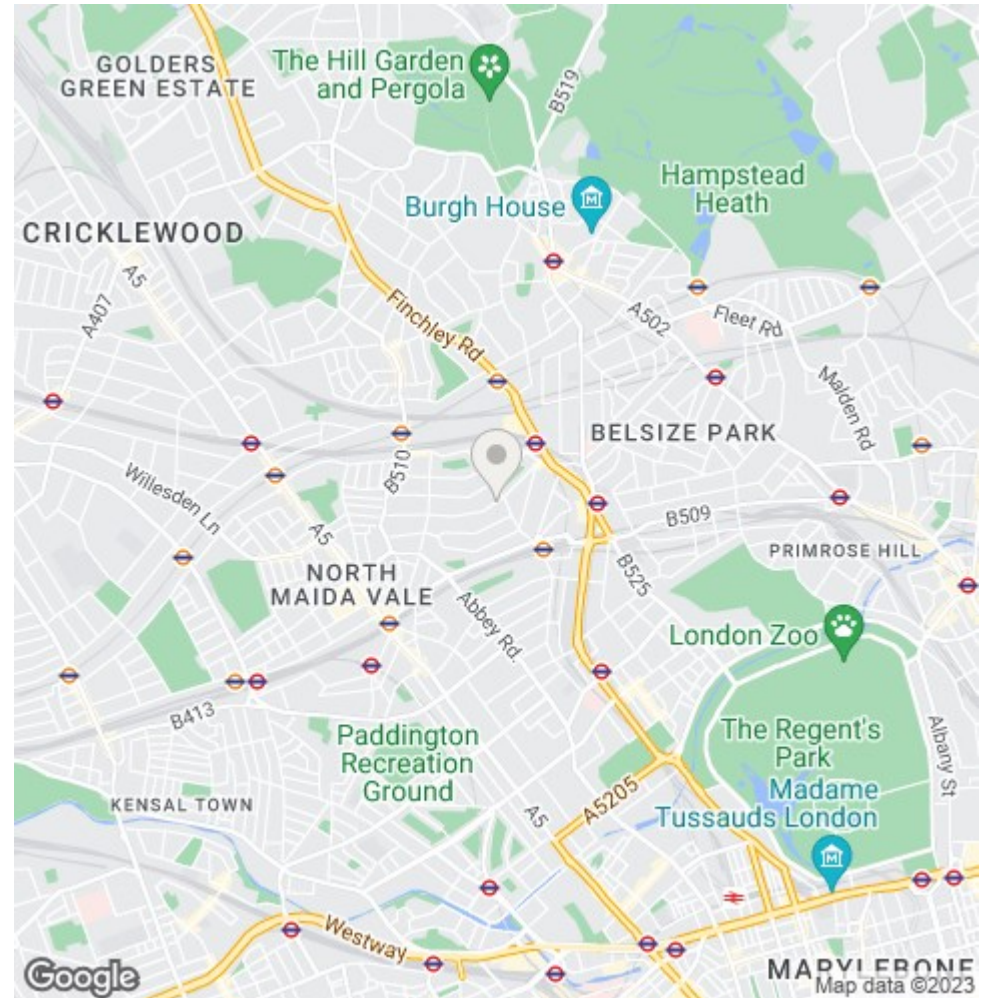 GOLDERS
GREEN ESTATE
The Hill Garden
and Pergola
B519
Hampstead
Heath
Burgh House
CRICKLEWOOD
A5
A407
Finchley Rd
A502
Fleet Rd
Malden Rd
BELSIZE PARK
B510
Willesden Ln
A5
B509
PRIMROSE HILL
B525
NORTH
MAIDA VALE
Abbey Rd.
London Zoo
B413
The Regent's
Park
Albany St
Paddington
Recreation
Ground
Madame
Tussauds London
KENSAL TOWN
A5
A5205
Westway
MARYLEBONE
Google
Map data ©2023